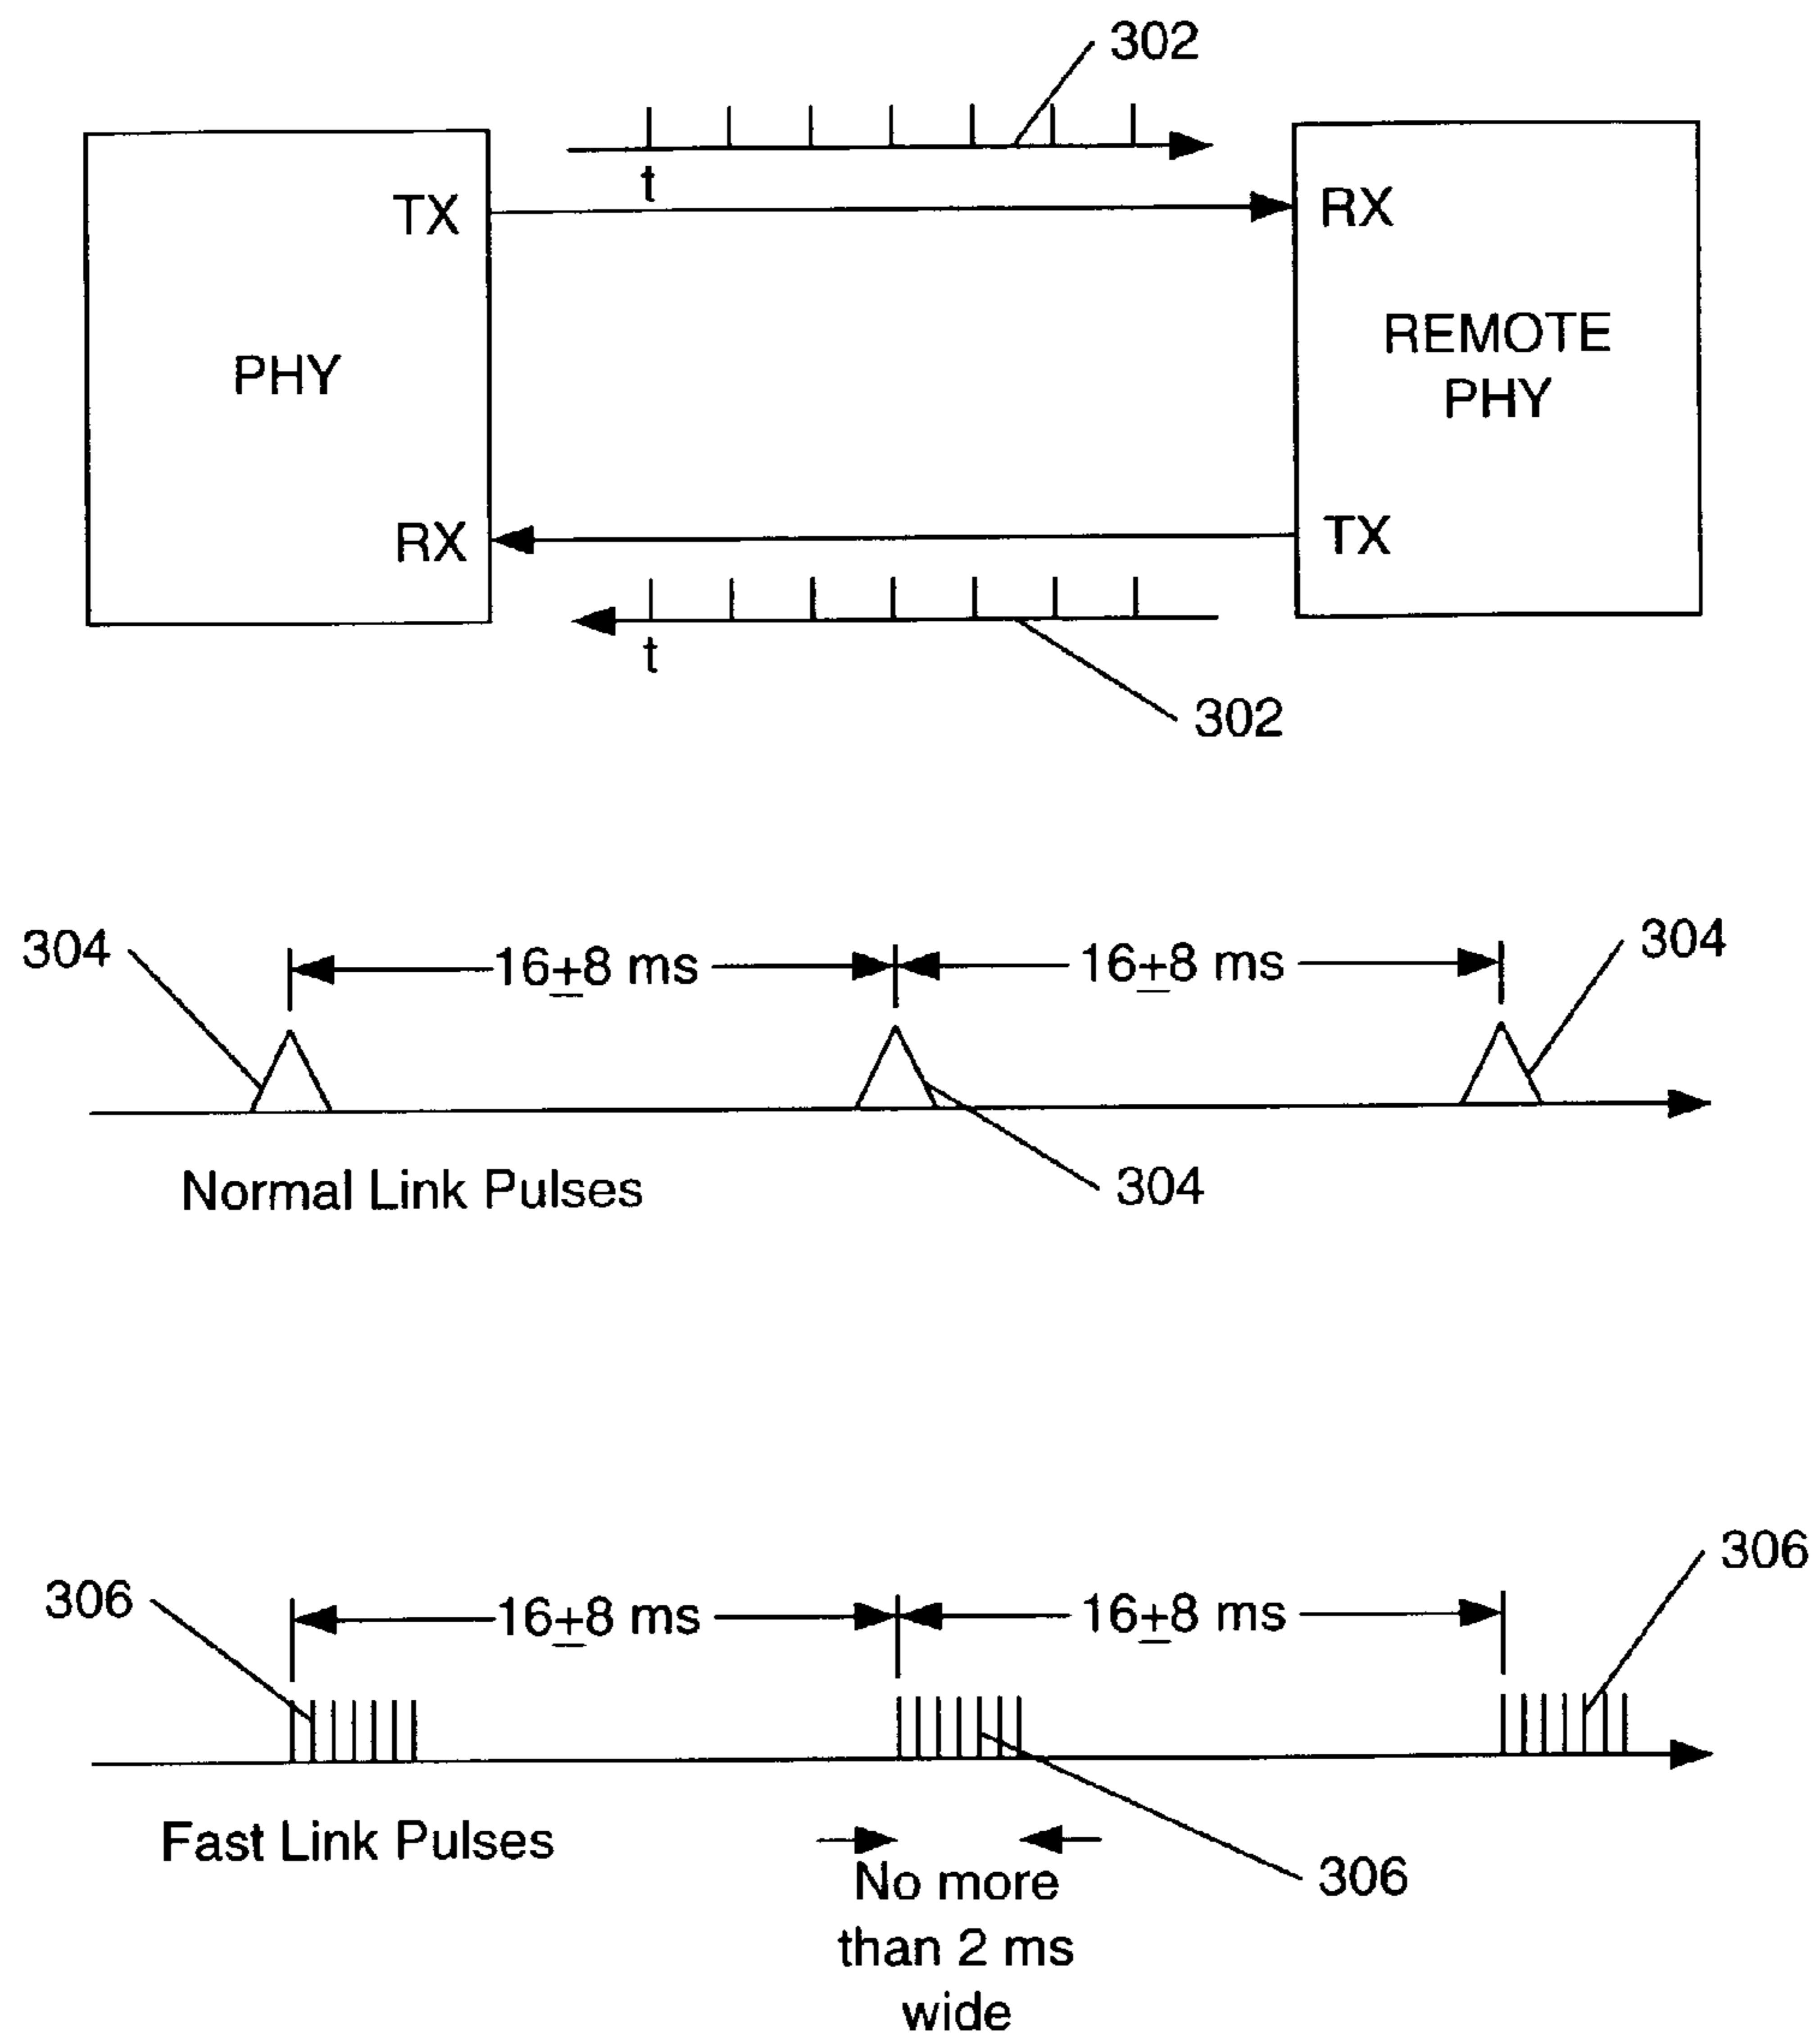 302
t
TX
RX
PHY
REMOTE
PHY
RX
TX
t
302
304
16±8 ms
16±8 ms
304
304
Normal Link Pulses
306
306
16±8 ms
16±8 ms
Fast Link Pulses
306
No more
than 2 ms
wide